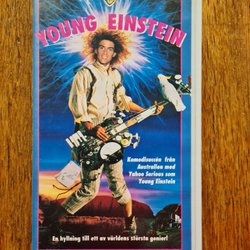 YOUNG EINSTEIN
Komedisuccén från
Australien med
Yahoo Serious som
Young Einstein
En hyllning till ett av världens största genier!